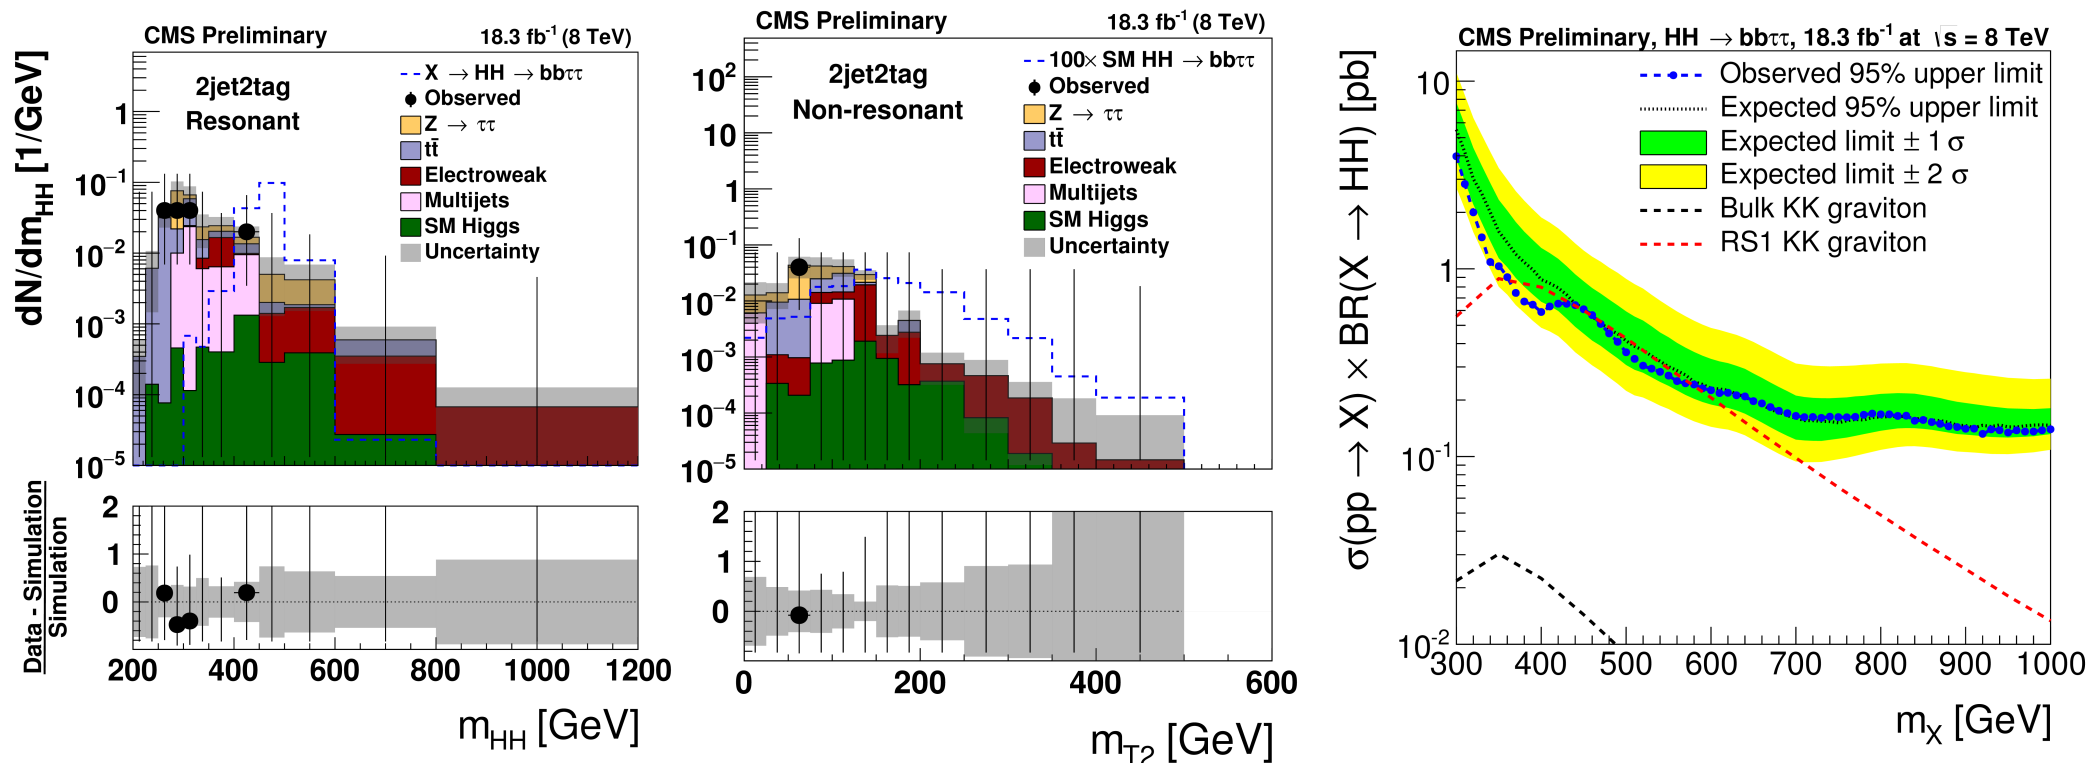 CMS Preliminary
18.3 fb⁻¹ (8 TeV)
2jet2tag
Resonant
X → HH → bbττ
Observed
Z → ττ
tt̄
Electroweak
Multijets
SM Higgs
Uncertainty
dN/dm_HH [1/GeV]
1
10⁻¹
10⁻²
10⁻³
10⁻⁴
10⁻⁵
Data - Simulation
Simulation
2
1
0
200 400 600 800 1000 1200
m_HH [GeV]
CMS Preliminary
18.3 fb⁻¹ (8 TeV)
2jet2tag
Non-resonant
100× SM HH → bbττ
Observed
Z → ττ
tt̄
Electroweak
Multijets
SM Higgs
Uncertainty
10²
10
1
10⁻¹
10⁻²
10⁻³
10⁻⁴
10⁻⁵
2
1
0
0 200 400 600
m_T2 [GeV]
CMS Preliminary, HH → bbττ, 18.3 fb⁻¹ at √s = 8 TeV
Observed 95% upper limit
Expected 95% upper limit
Expected limit ± 1 σ
Expected limit ± 2 σ
Bulk KK graviton
RS1 KK graviton
σ(pp → X) × BR(X → HH) [pb]
10
1
10⁻¹
10⁻²
300 400 500 600 700 800 900 1000
m_X [GeV]